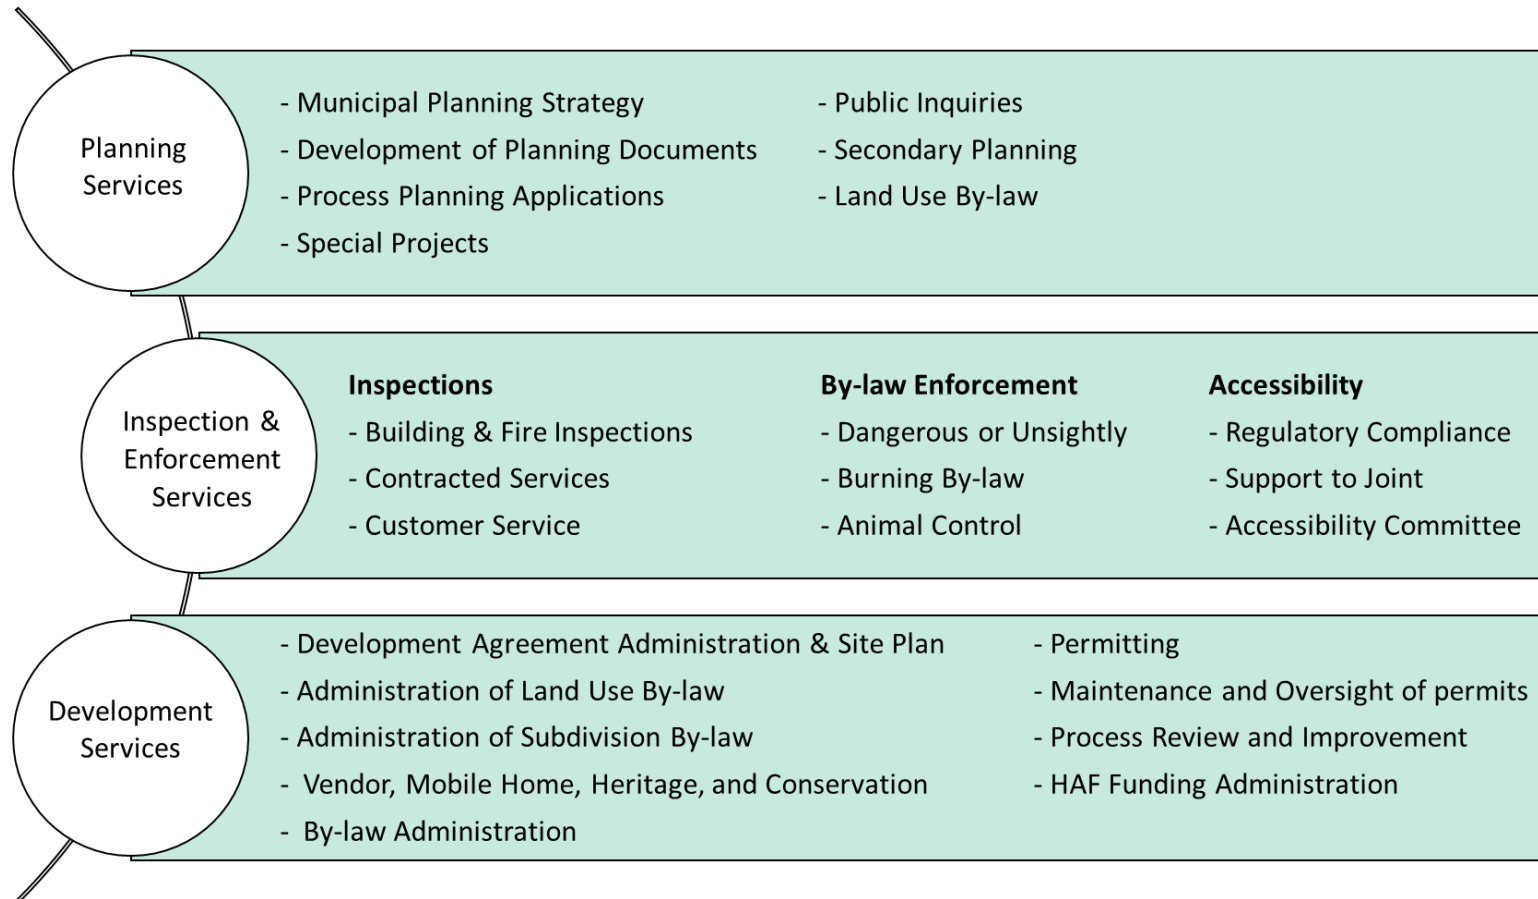 Planning
Services
- Municipal Planning Strategy
- Development of Planning Documents
- Process Planning Applications
- Special Projects
- Public Inquiries
- Secondary Planning
- Land Use By-law
Inspection &
Enforcement
Services
Inspections
- Building & Fire Inspections
- Contracted Services
- Customer Service
By-law Enforcement
- Dangerous or Unsightly
- Burning By-law
- Animal Control
Accessibility
- Regulatory Compliance
- Support to Joint
- Accessibility Committee
Development
Services
- Development Agreement Administration & Site Plan
- Administration of Land Use By-law
- Administration of Subdivision By-law
- Vendor, Mobile Home, Heritage, and Conservation
- By-law Administration
- Permitting
- Maintenance and Oversight of permits
- Process Review and Improvement
- HAF Funding Administration